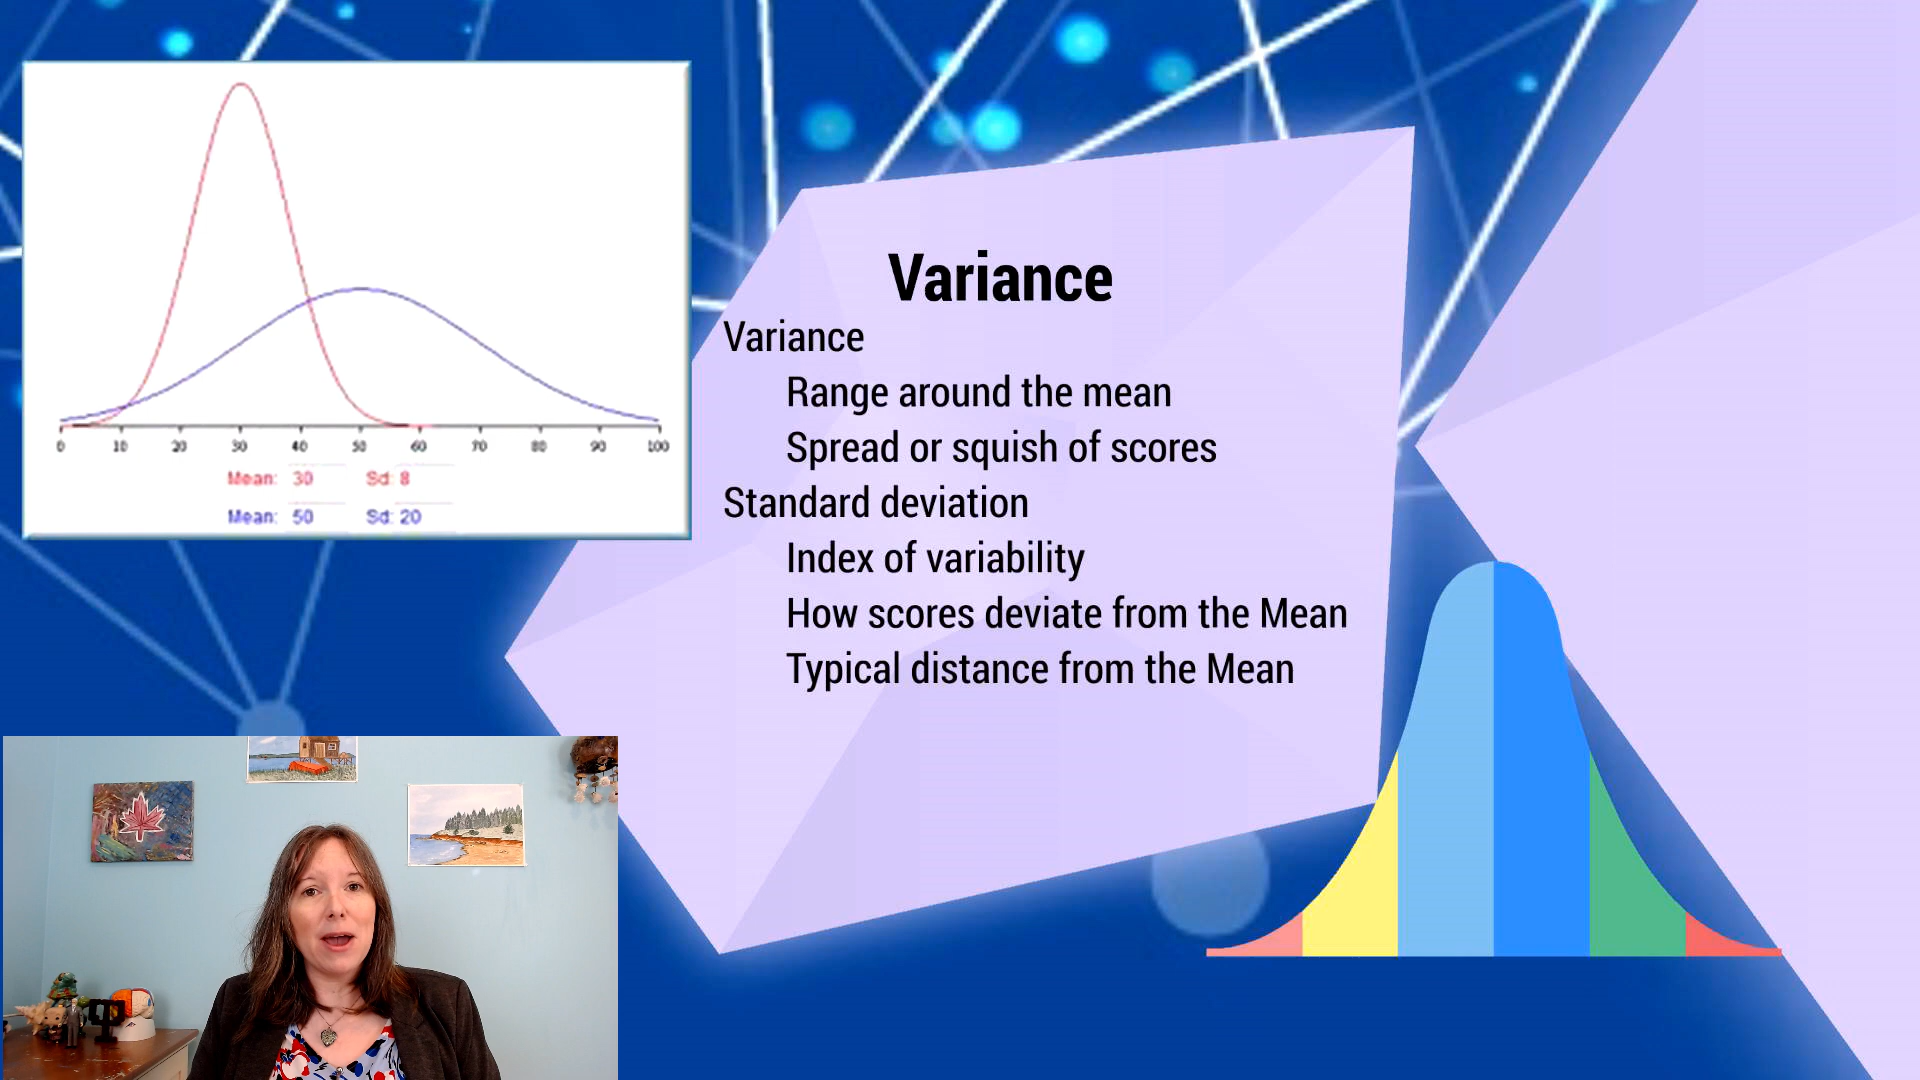 0 10 20 30 40 50 60 70 80 90 100
Mean: 30 Sd: 8
Mean: 50 Sd: 20
Variance
Variance
Range around the mean
Spread or squish of scores
Standard deviation
Index of variability
How scores deviate from the Mean
Typical distance from the Mean